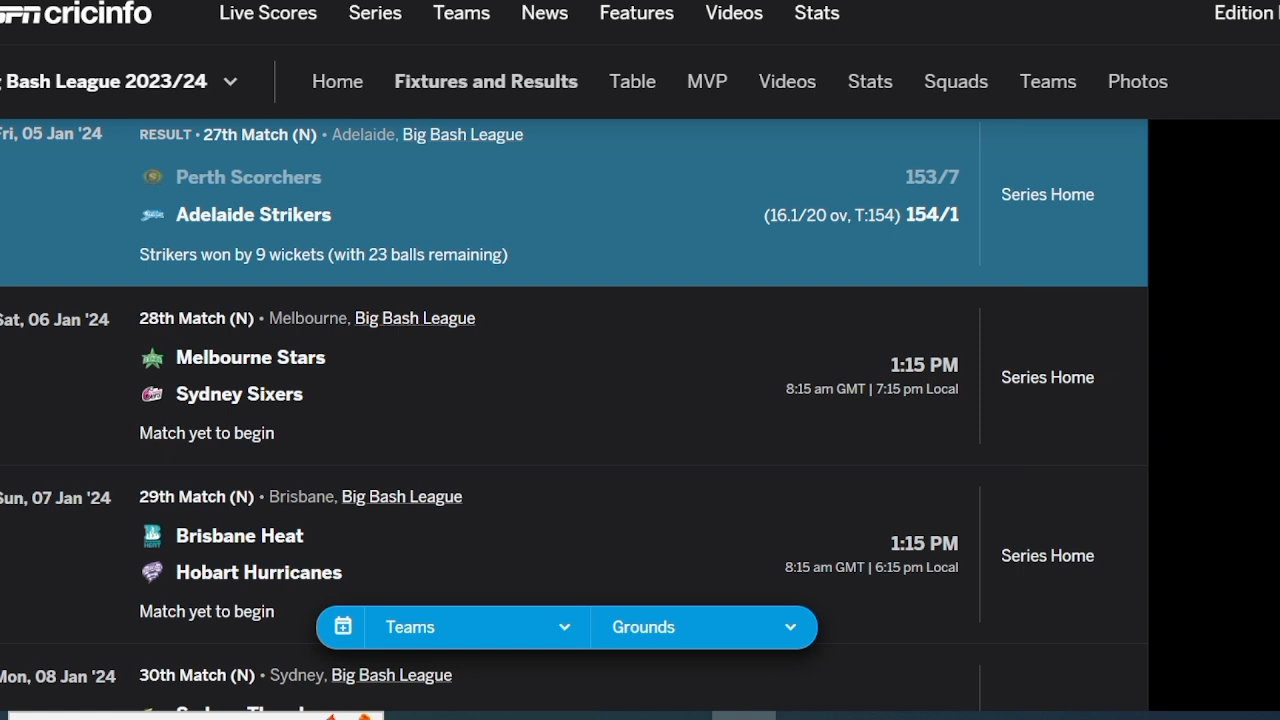 cricinfo
Live Scores Series Teams News Features Videos Stats Edition
Bash League 2023/24 Home Fixtures and Results Table MVP Videos Stats Squads Teams Photos
Fri, 05 Jan '24 RESULT • 27th Match (N) • Adelaide, Big Bash League
Perth Scorchers 153/7
Series Home
Adelaide Strikers (16.1/20 ov, T:154) 154/1
Strikers won by 9 wickets (with 23 balls remaining)
Sat, 06 Jan '24 28th Match (N) • Melbourne, Big Bash League
Melbourne Stars 1:15 PM
Series Home
Sydney Sixers 8:15 am GMT | 7:15 pm Local
Match yet to begin
Sun, 07 Jan '24 29th Match (N) • Brisbane, Big Bash League
Brisbane Heat 1:15 PM
Series Home
Hobart Hurricanes 8:15 am GMT | 6:15 pm Local
Match yet to begin
Teams Grounds
Mon, 08 Jan '24 30th Match (N) • Sydney, Big Bash League